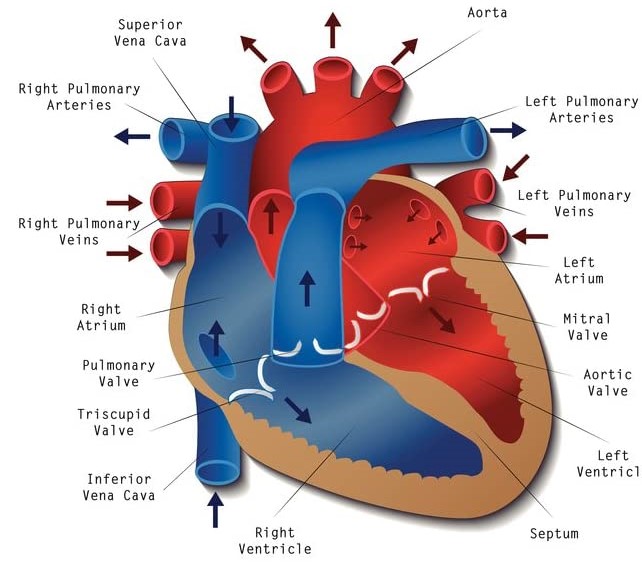 Aorta
Superior
Vena Cava
Right Pulmonary
Arteries
Left Pulmonary
Arteries
Left Pulmonary
Veins
Right Pulmonary
Veins
Left
Atrium
Right
Atrium
Mitral
Valve
Pulmonary
Valve
Aortic
Valve
Triscupid
Valve
Left
Ventricl
Inferior
Vena Cava
Right
Ventricle
Septum